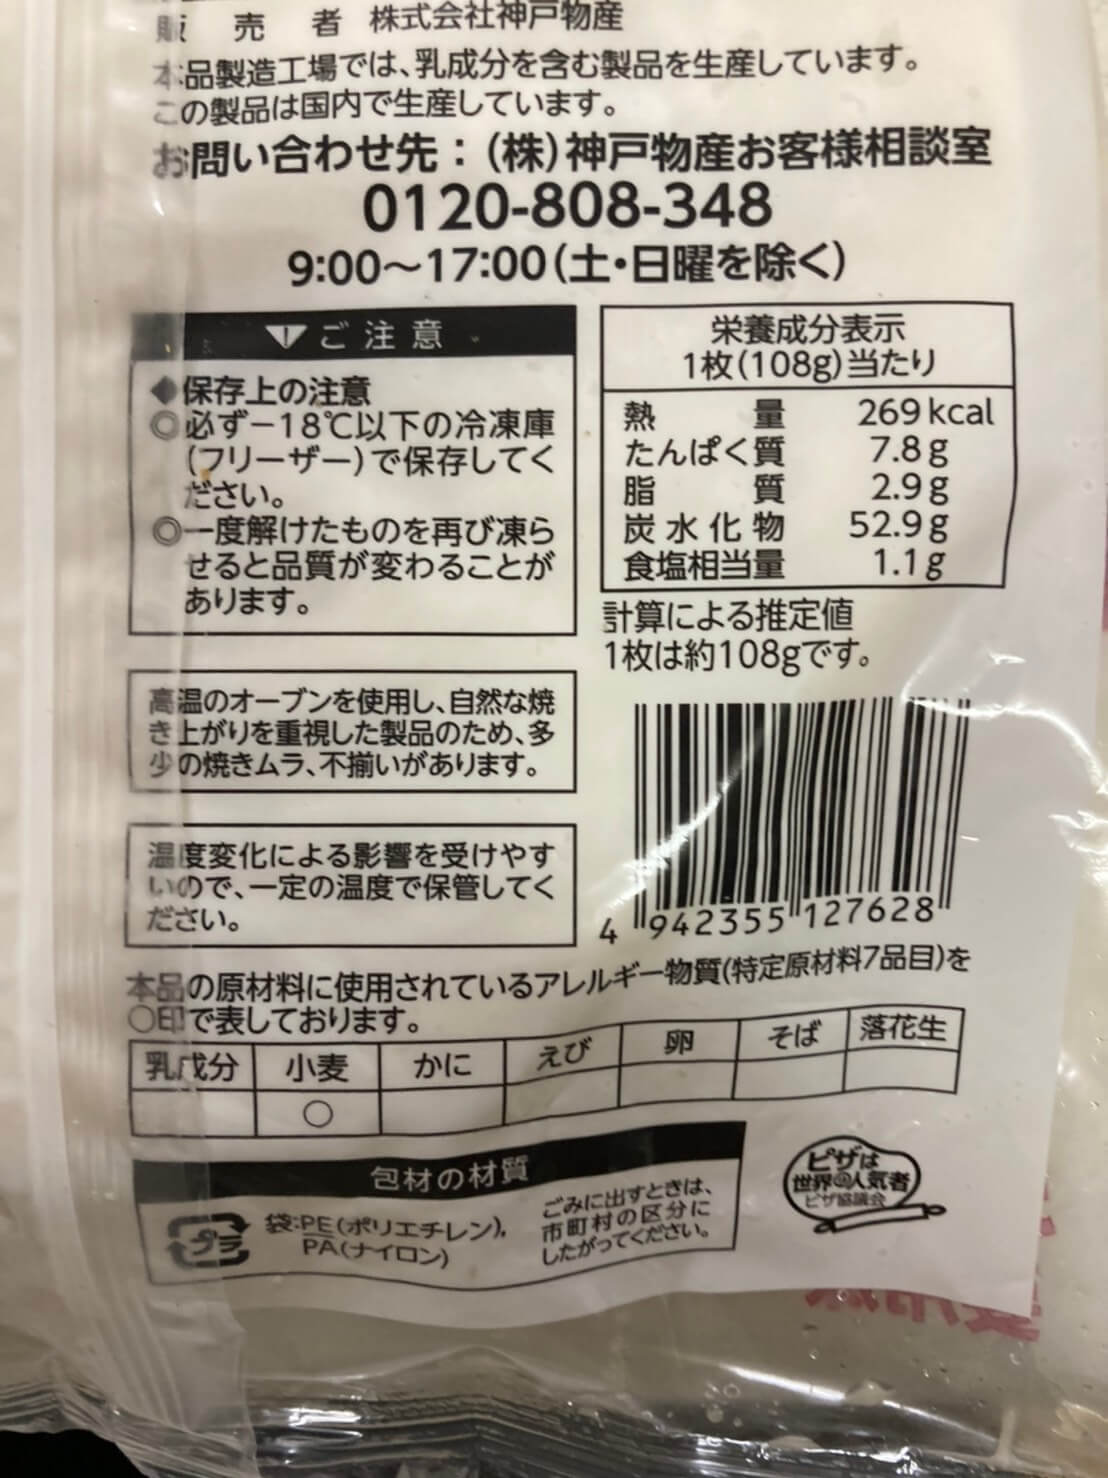 販売者 株式会社神戸物産
本品製造工場では、乳成分を含む製品を生産しています。
この製品は国内で生産しています。
お問い合わせ先：(株)神戸物産お客様相談室
0120-808-348
9:00～17:00(土・日曜を除く)
ご注意
◆保存上の注意
◎必ず－18℃以下の冷凍庫
(フリーザー)で保存してく
ださい。
◎一度解けたものを再び凍ら
せると品質が変わることが
あります。
栄養成分表示
1枚(108g)当たり
熱量 269kcal
たんぱく質 7.8g
脂質 2.9g
炭水化物 52.9g
食塩相当量 1.1g
計算による推定値
1枚は約108gです。
高温のオーブンを使用し、自然な焼
き上がりを重視した製品のため、多
少の焼きムラ、不揃いがあります。
温度変化による影響を受けやす
いので、一定の温度で保管してく
ださい。
4 942355 127628
本品の原材料に使用されているアレルギー物質(特定原材料7品目)を
〇印で表しております。
乳成分 小麦 かに えび 卵 そば 落花生
〇
包材の材質
プラ
袋:PE(ポリエチレン),
PA(ナイロン)
ごみに出すときは、
市町村の区分に
したがってください。
ピザは
世界の人気者
ピザ協議会